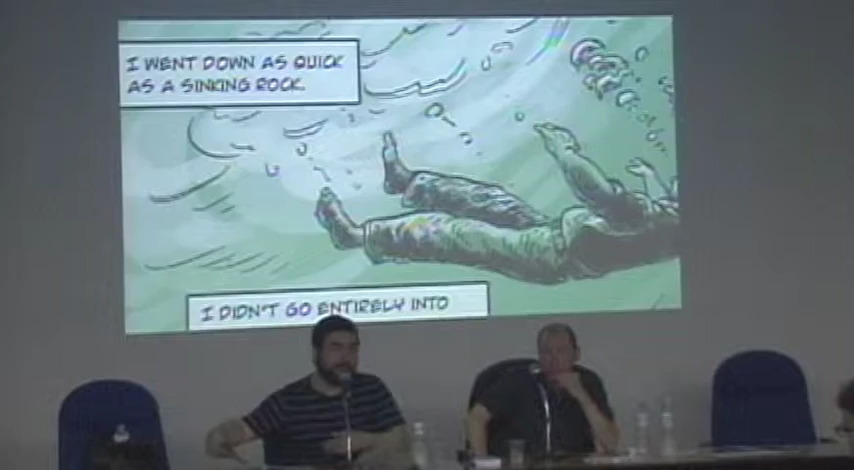 I WENT DOWN AS QUICK
AS A SINKING ROCK.
I DIDN'T GO ENTIRELY INTO